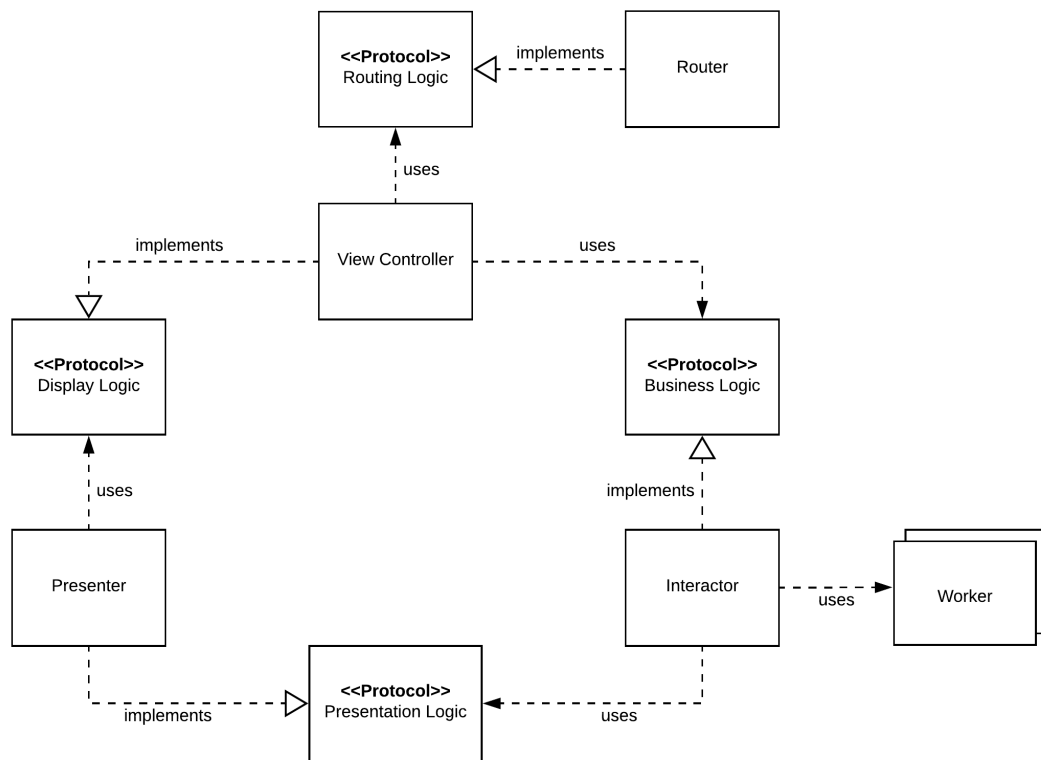 <<Protocol>>
Routing Logic
implements
Router
uses
View Controller
implements
uses
<<Protocol>>
Display Logic
<<Protocol>>
Business Logic
uses
implements
Presenter
Interactor
uses
Worker
<<Protocol>>
Presentation Logic
implements
uses